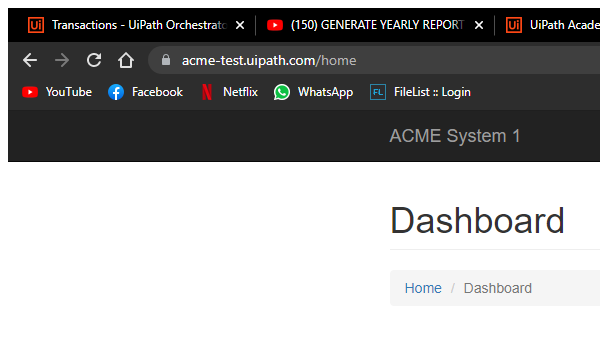 Ui Transactions - UiPath Orchestrato (150) GENERATE YEARLY REPORT Ui UiPath Acade
acme-test.uipath.com/home
YouTube Facebook Netflix WhatsApp FL FileList :: Login
ACME System 1
Dashboard
Home / Dashboard